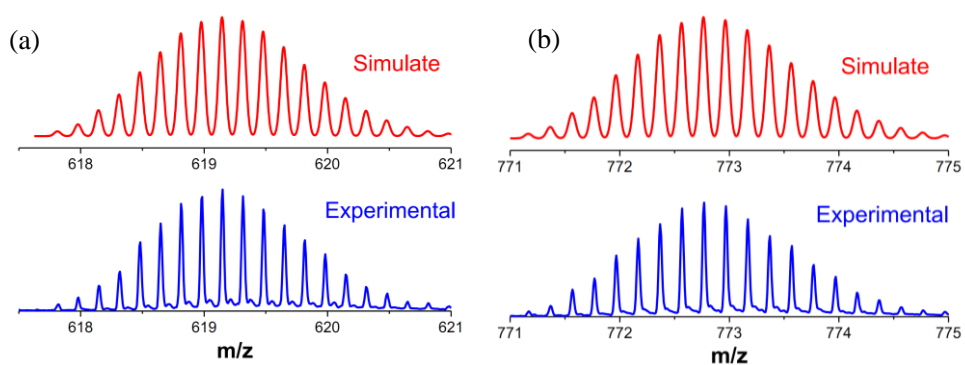 (a)
Simulate
618 619 620 621
Experimental
618 619 620 621
m/z
(b)
Simulate
771 772 773 774 775
Experimental
771 772 773 774 775
m/z